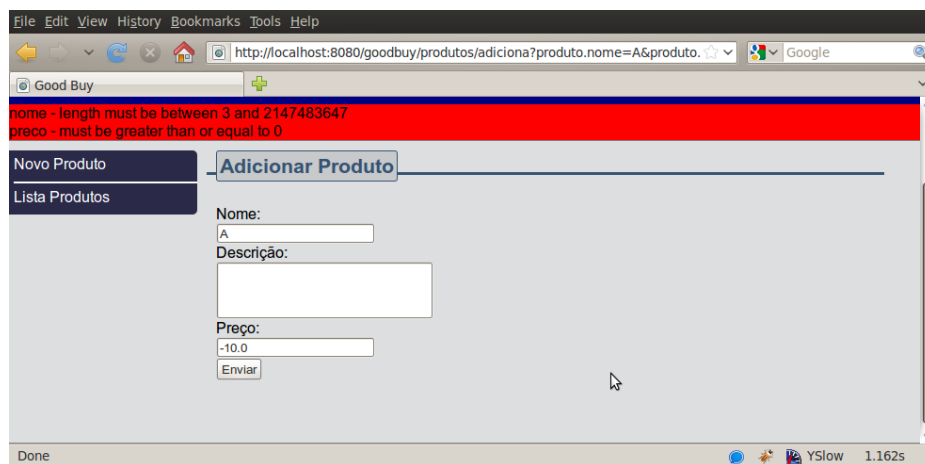 File Edit View History Bookmarks Tools Help
http://localhost:8080/goodbuy/produtos/adiciona?produto.nome=A&produto. Google
Good Buy
nome - length must be between 3 and 2147483647
preco - must be greater than or equal to 0
Novo Produto
Adicionar Produto
Lista Produtos
Nome:
A
Descrição:
Preço:
-10.0
Enviar
Done YSlow 1.162s